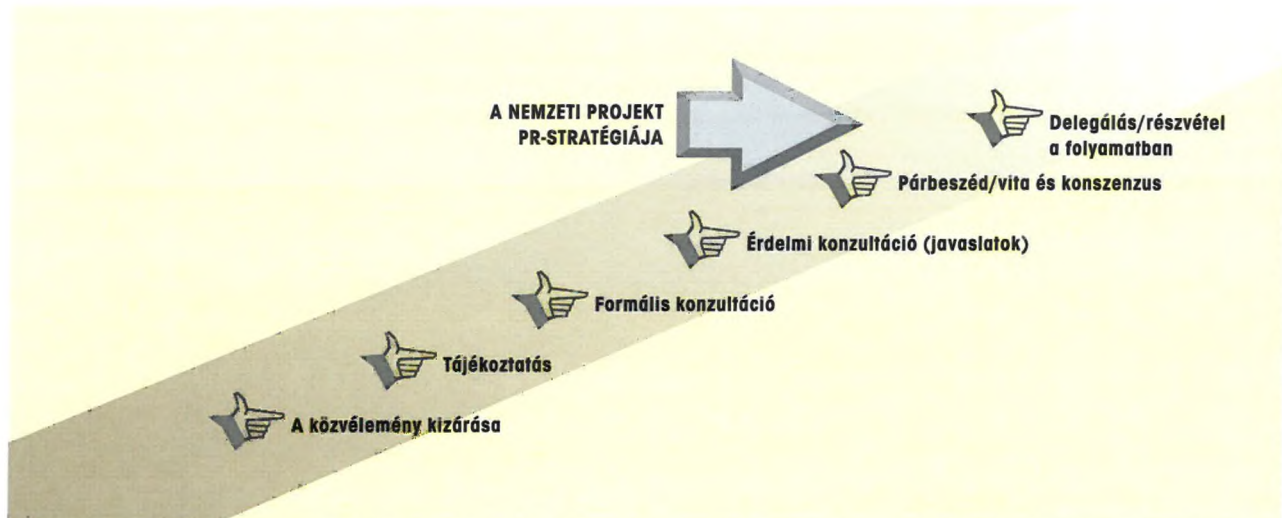 A NEMZETI PROJEKT
PR-STRATÉGIÁJA
Delegálás/részvétel
a folyamatban
Párbeszéd/vita és konszenzus
Érdelmi konzultáció (javaslatok)
Formális konzultáció
Tájékoztatás
A közvélemény kizárása